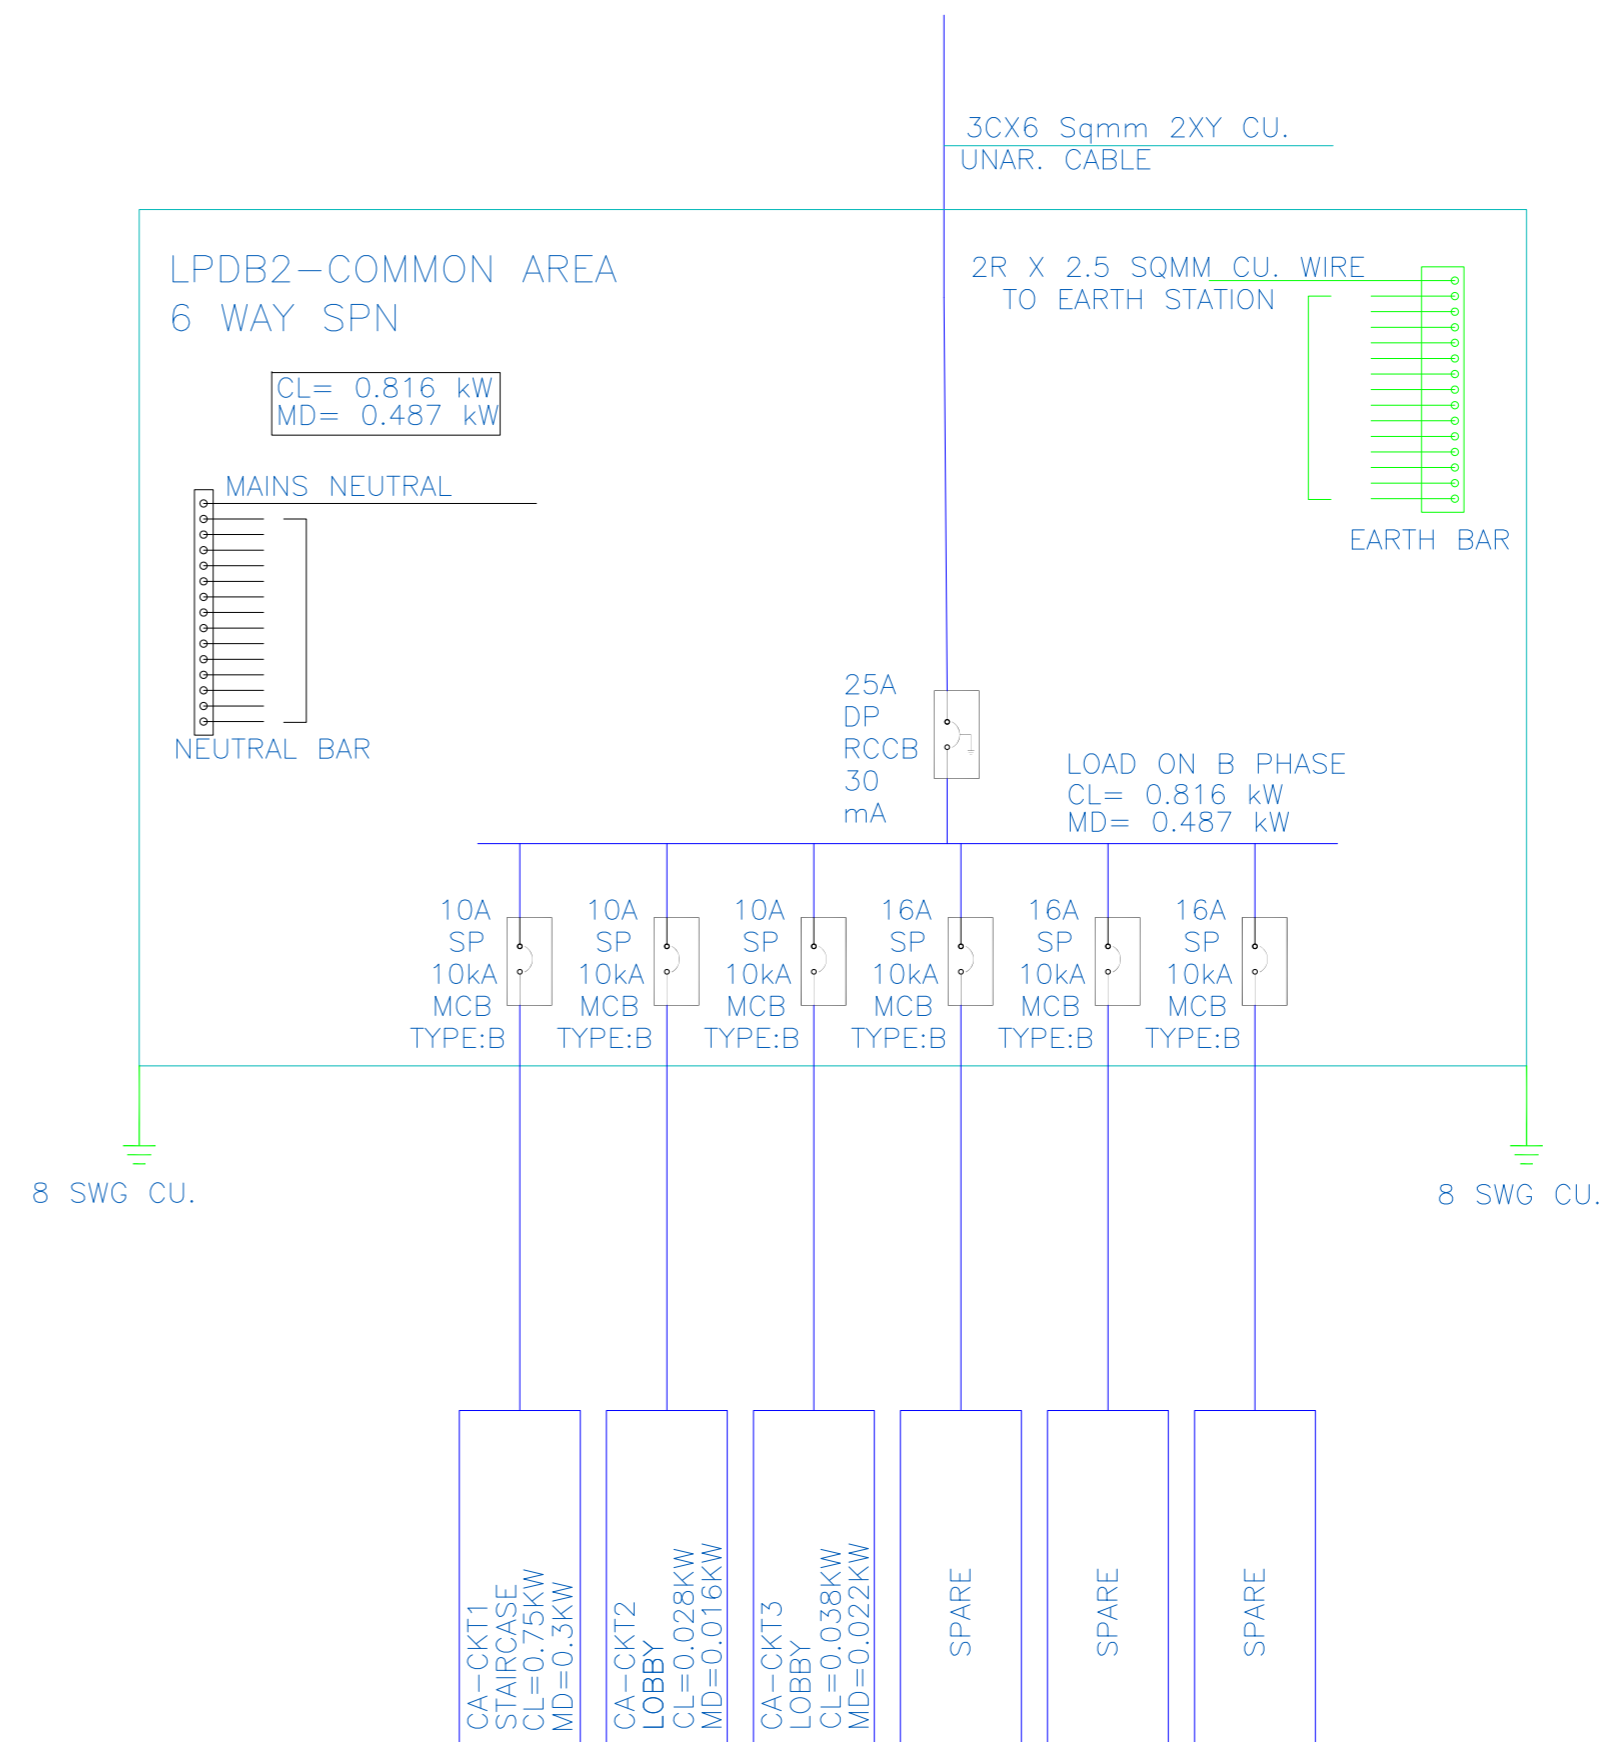 3CX6 Sqmm 2XY CU.
UNAR. CABLE
LPDB2-COMMON AREA
6 WAY SPN
2R X 2.5 SQMM CU. WIRE
TO EARTH STATION
CL= 0.816 kW
MD= 0.487 kW
MAINS NEUTRAL
EARTH BAR
NEUTRAL BAR
25A
DP
RCCB
30
mA
LOAD ON B PHASE
CL= 0.816 kW
MD= 0.487 kW
10A
SP
10kA
MCB
TYPE:B
10A
SP
10kA
MCB
TYPE:B
10A
SP
10kA
MCB
TYPE:B
16A
SP
10kA
MCB
TYPE:B
16A
SP
10kA
MCB
TYPE:B
16A
SP
10kA
MCB
TYPE:B
8 SWG CU.
8 SWG CU.
CA-CKT1
STAIRCASE
CL=0.75KW
MD=0.3KW
CA-CKT2
LOBBY
CL=0.028KW
MD=0.016KW
CA-CKT3
LOBBY
CL=0.038KW
MD=0.022KW
SPARE
SPARE
SPARE